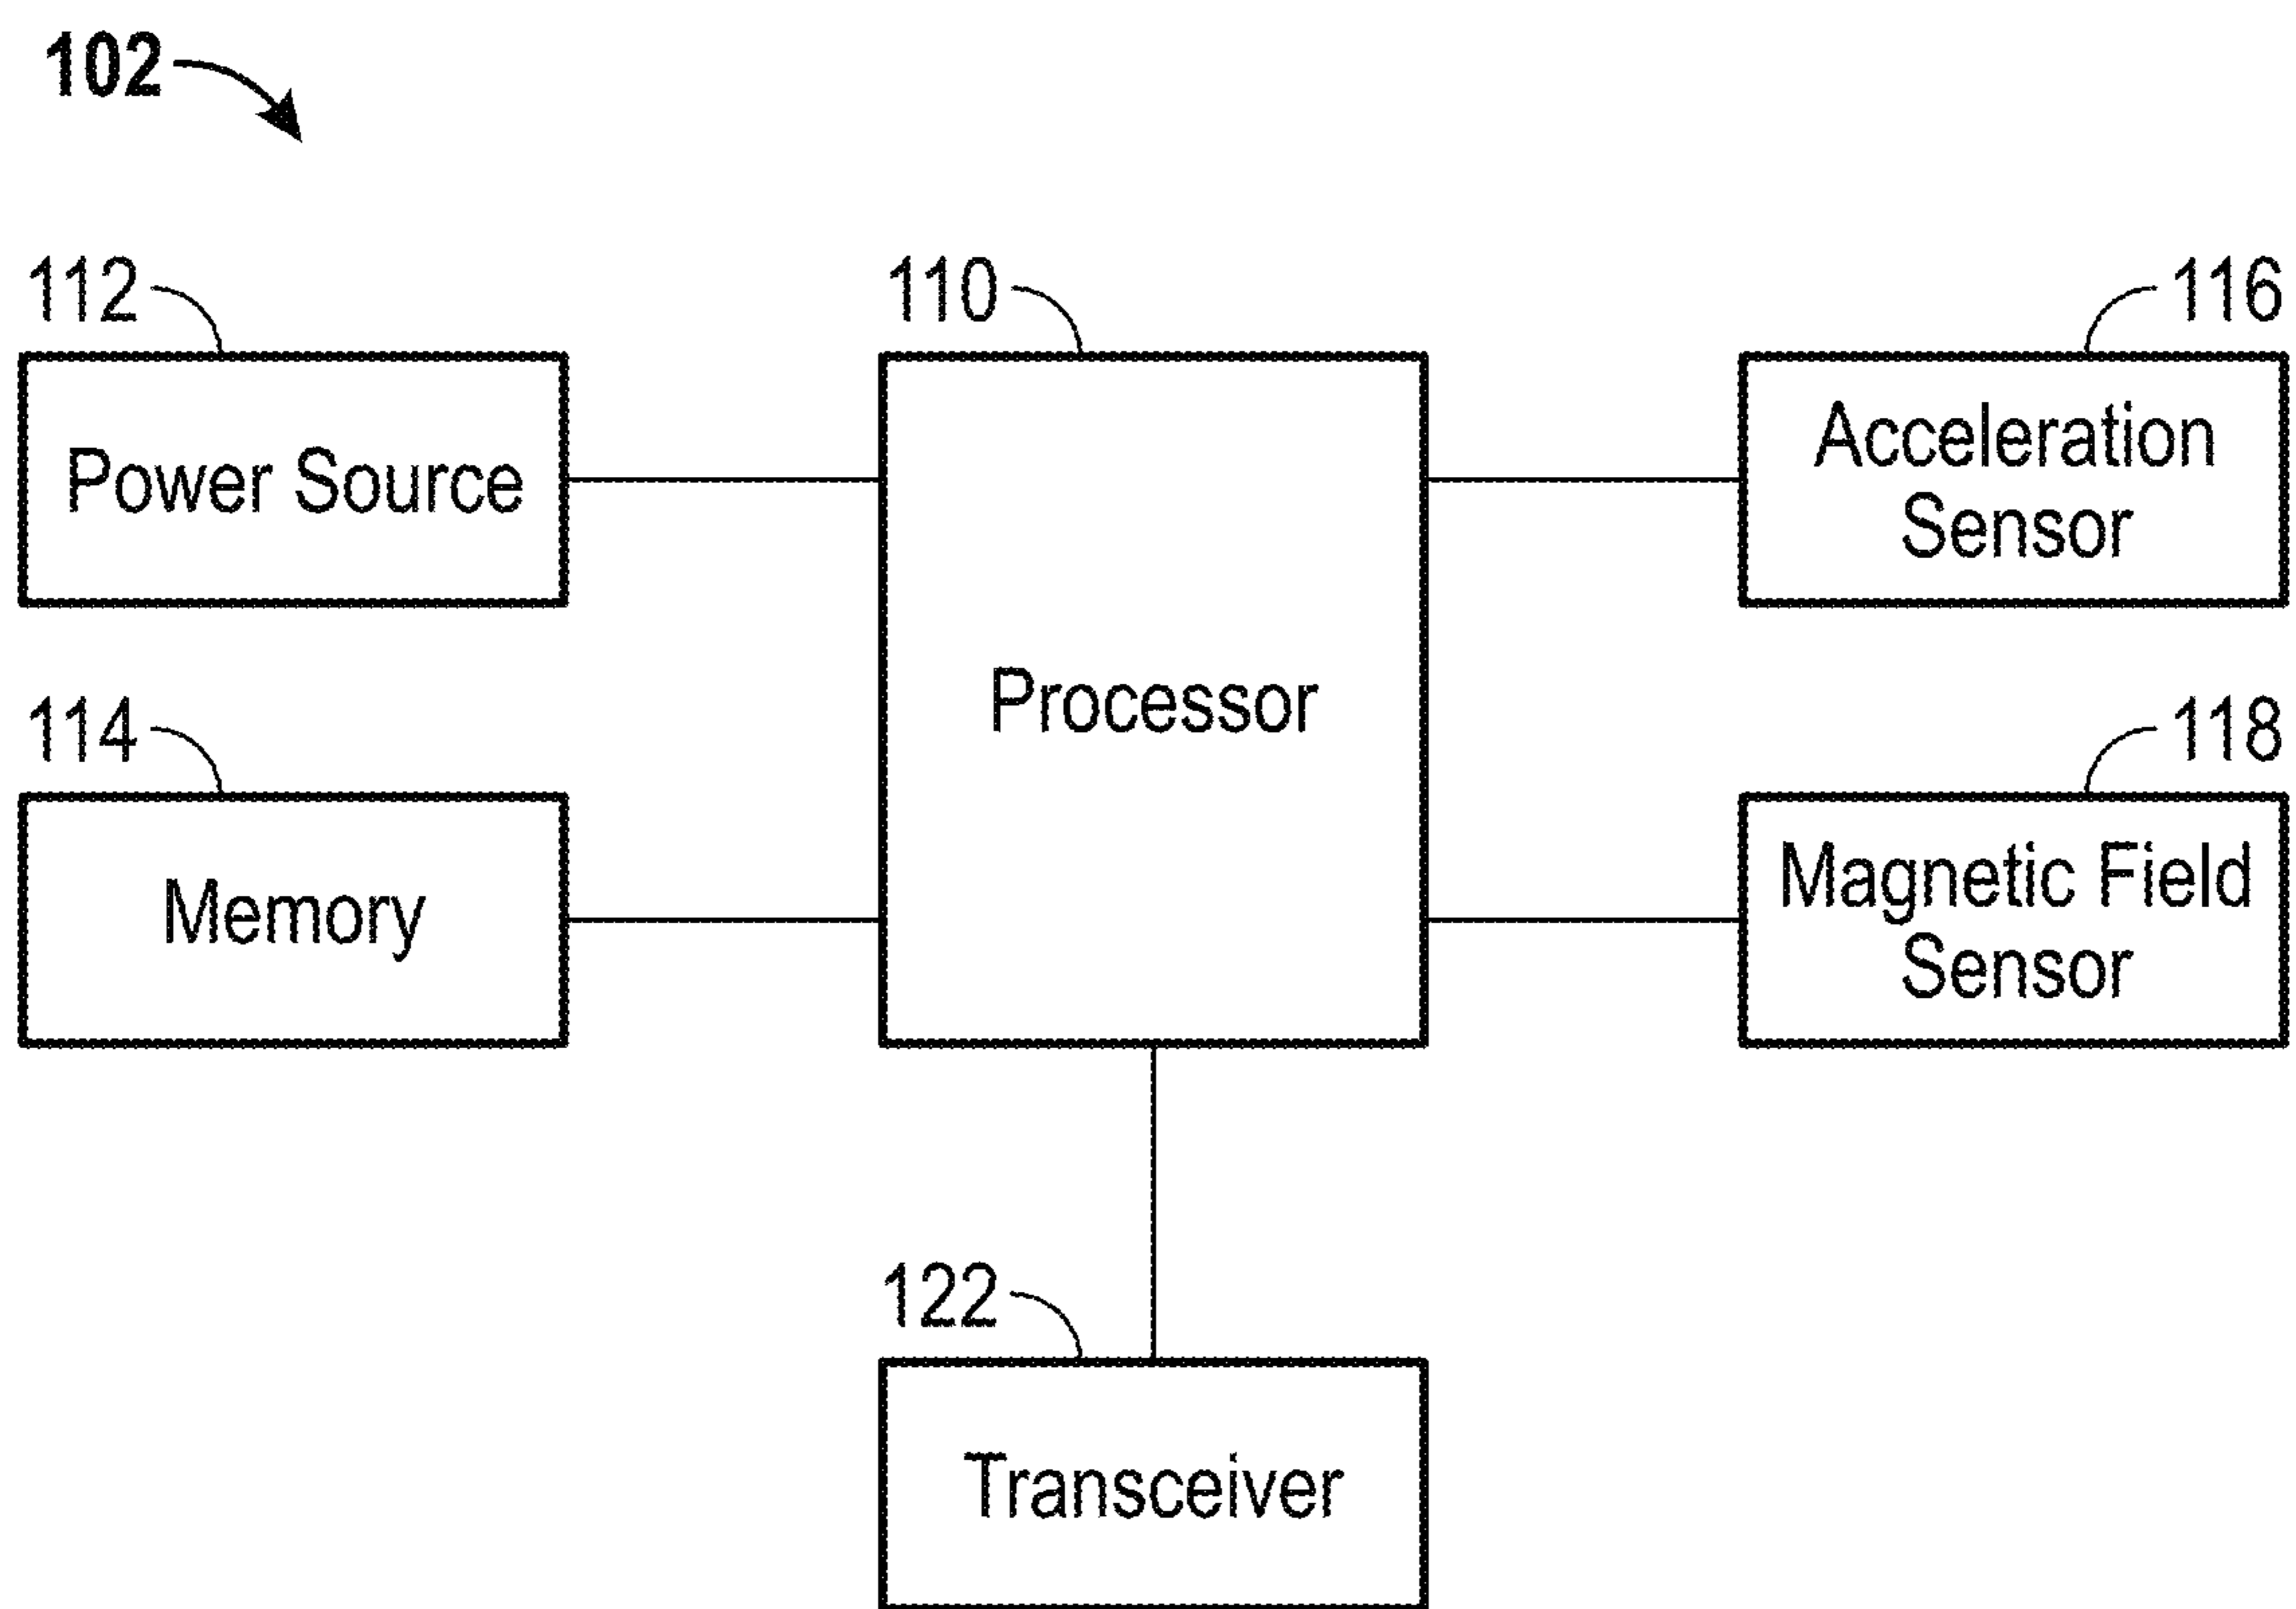 102
112
110
116
Power Source
Processor
Acceleration
Sensor
114
118
Memory
Magnetic Field
Sensor
122
Transceiver